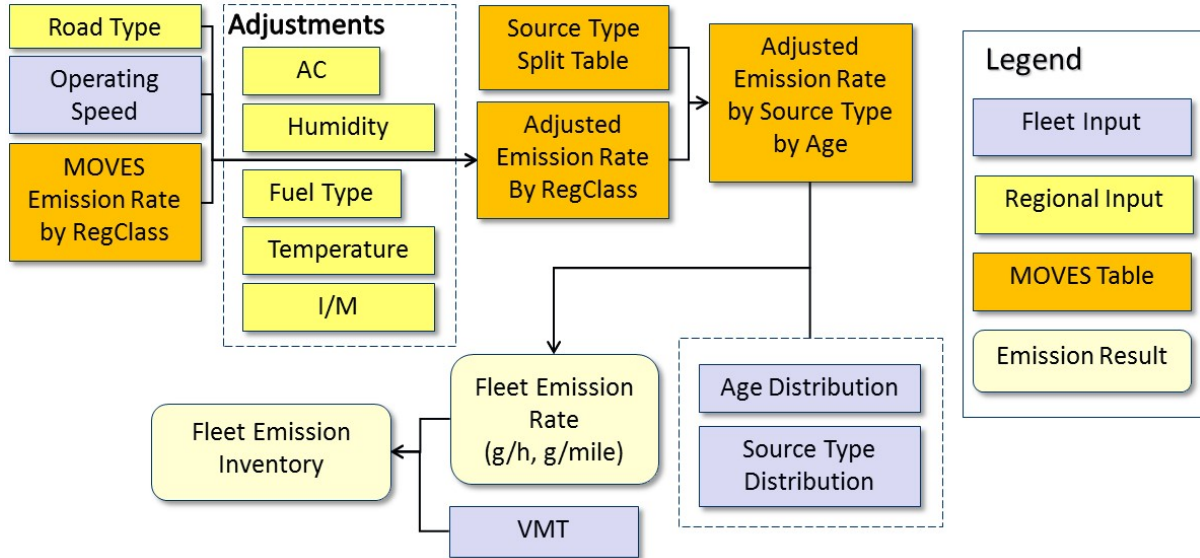 Road Type
Operating
Speed
MOVES
Emission Rate
by RegClass
Adjustments
AC
Humidity
Fuel Type
Temperature
I/M
Source Type
Split Table
Adjusted
Emission Rate
By RegClass
Adjusted
Emission Rate
by Source Type
by Age
Fleet Emission
Rate
(g/h, g/mile)
Fleet Emission
Inventory
VMT
Age Distribution
Source Type
Distribution
Legend
Fleet Input
Regional Input
MOVES Table
Emission Result